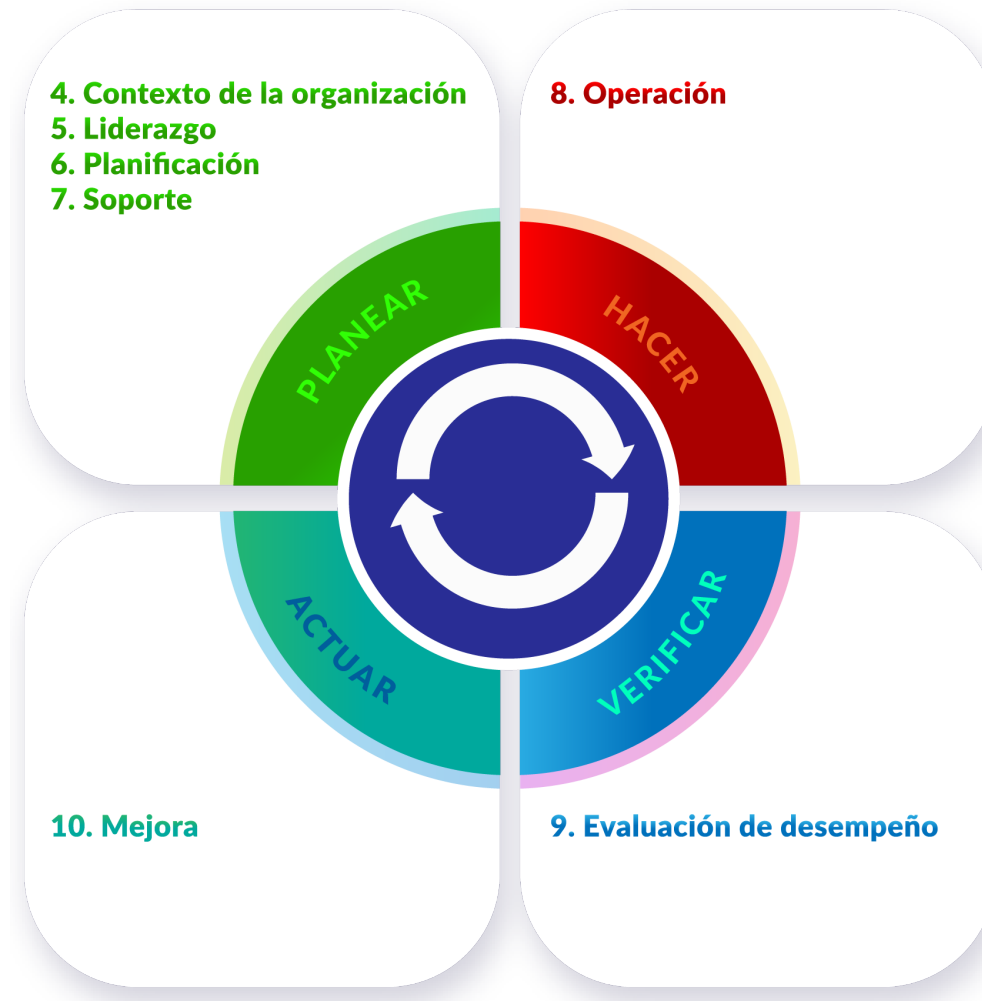 4. Contexto de la organización
5. Liderazgo
6. Planificación
7. Soporte
8. Operación
PLANEAR
HACER
ACTUAR
VERIFICAR
10. Mejora
9. Evaluación de desempeño